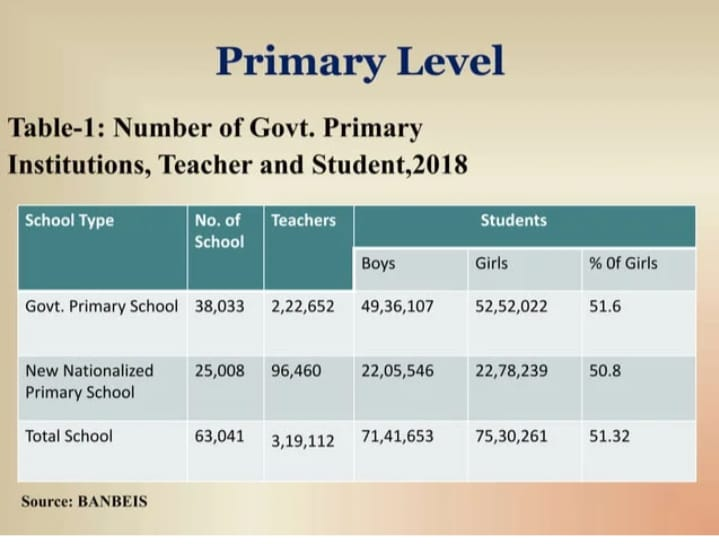 Primary Level
Table-1: Number of Govt. Primary
Institutions, Teacher and Student,2018
School Type No. of School Teachers Students
Boys Girls % Of Girls
Govt. Primary School 38,033 2,22,652 49,36,107 52,52,022 51.6
New Nationalized Primary School 25,008 96,460 22,05,546 22,78,239 50.8
Total School 63,041 3,19,112 71,41,653 75,30,261 51.32
Source: BANBEIS